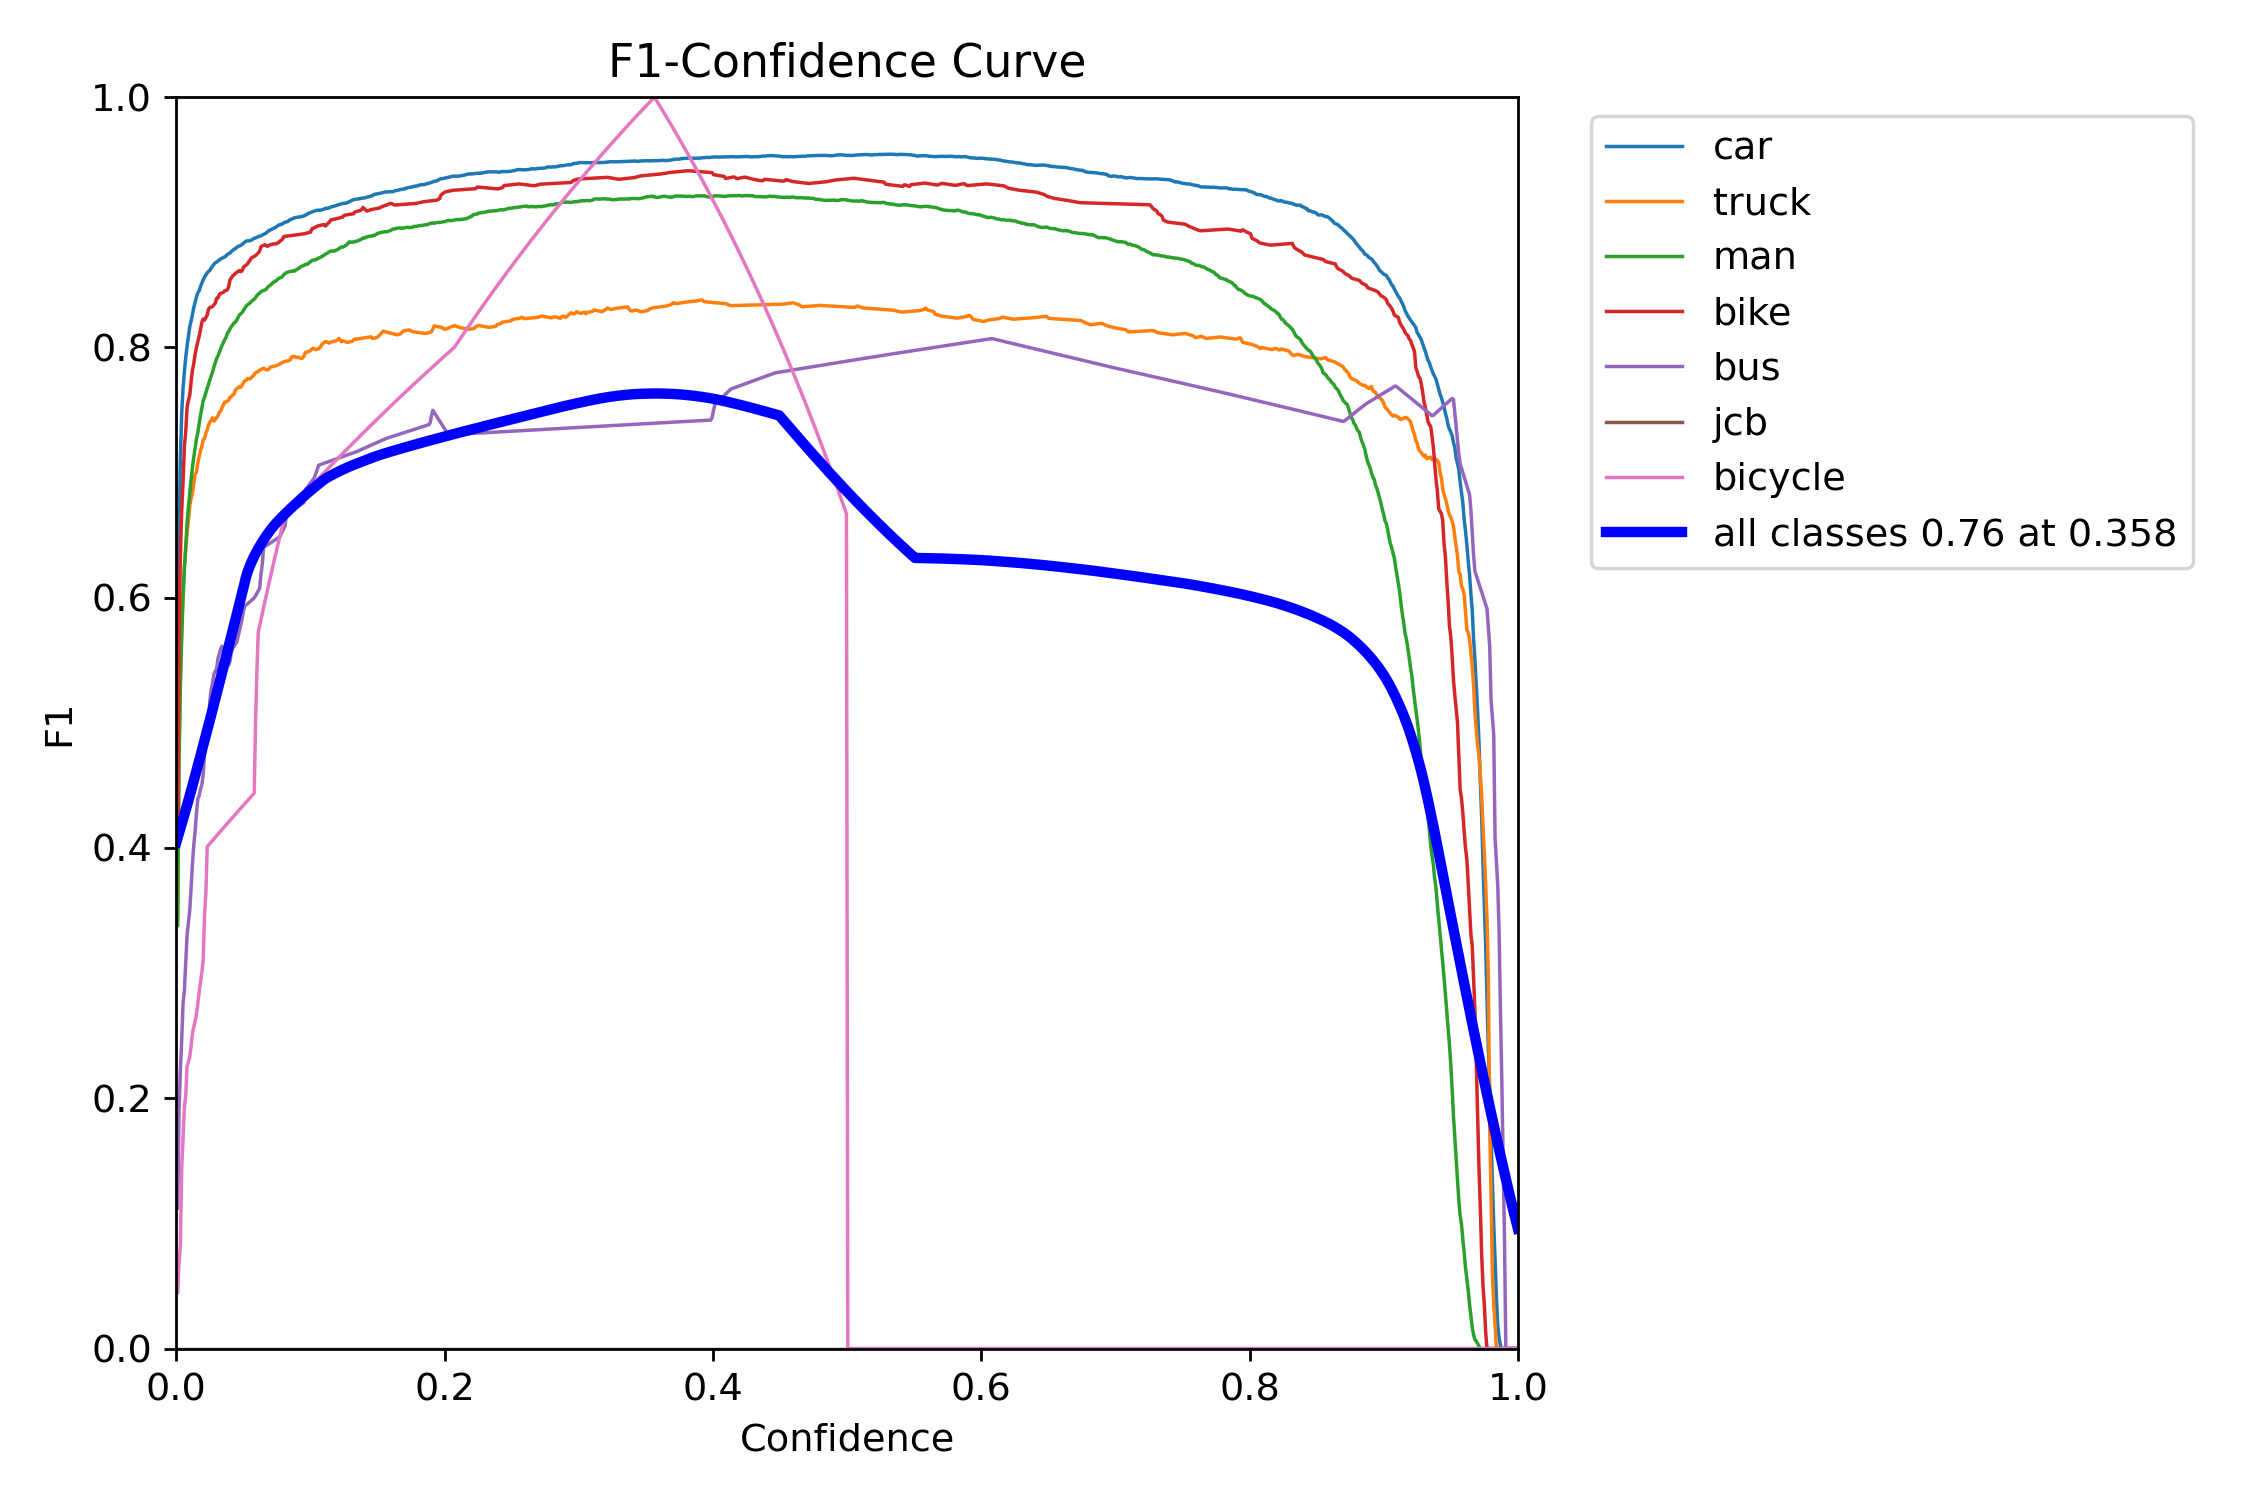 F1-Confidence Curve
1.0
0.8
0.6
0.4
0.2
0.0
F1
0.0 0.2 0.4 0.6 0.8 1.0
Confidence
car
truck
man
bike
bus
jcb
bicycle
all classes 0.76 at 0.358